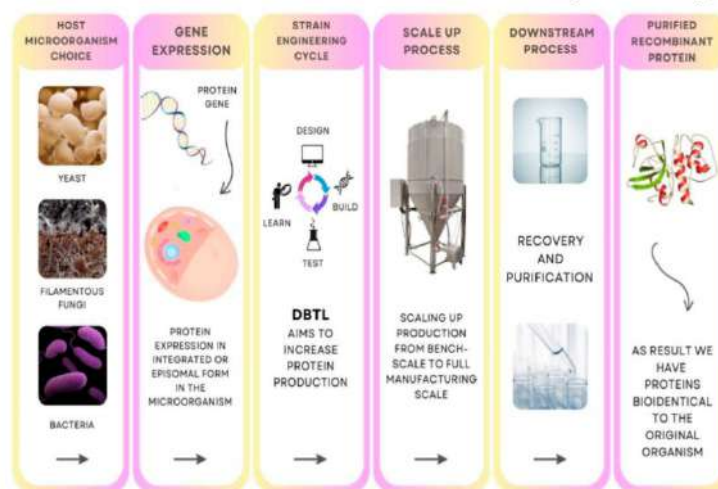 HOST
MICROORGANISM
CHOICE
YEAST
FILAMENTOUS
FUNGI
BACTERIA
GENE
EXPRESSION
PROTEIN
GENE
PROTEIN
EXPRESSION IN
INTEGRATED OR
EPISOMAL FORM
IN THE
MICROORGANISM
STRAIN
ENGINEERING
CYCLE
DESIGN
BUILD
LEARN
TEST
DBTL
AIMS TO
INCREASE
PROTEIN
PRODUCTION
SCALE UP
PROCESS
SCALING UP
PRODUCTION
FROM BENCH-
SCALE TO FULL
MANUFACTURING
SCALE
DOWNSTREAM
PROCESS
RECOVERY
AND
PURIFICATION
PURIFIED
RECOMBINANT
PROTEIN
AS RESULT WE
HAVE
PROTEINS
BIOIDENTICAL
TO THE
ORIGINAL
ORGANISM